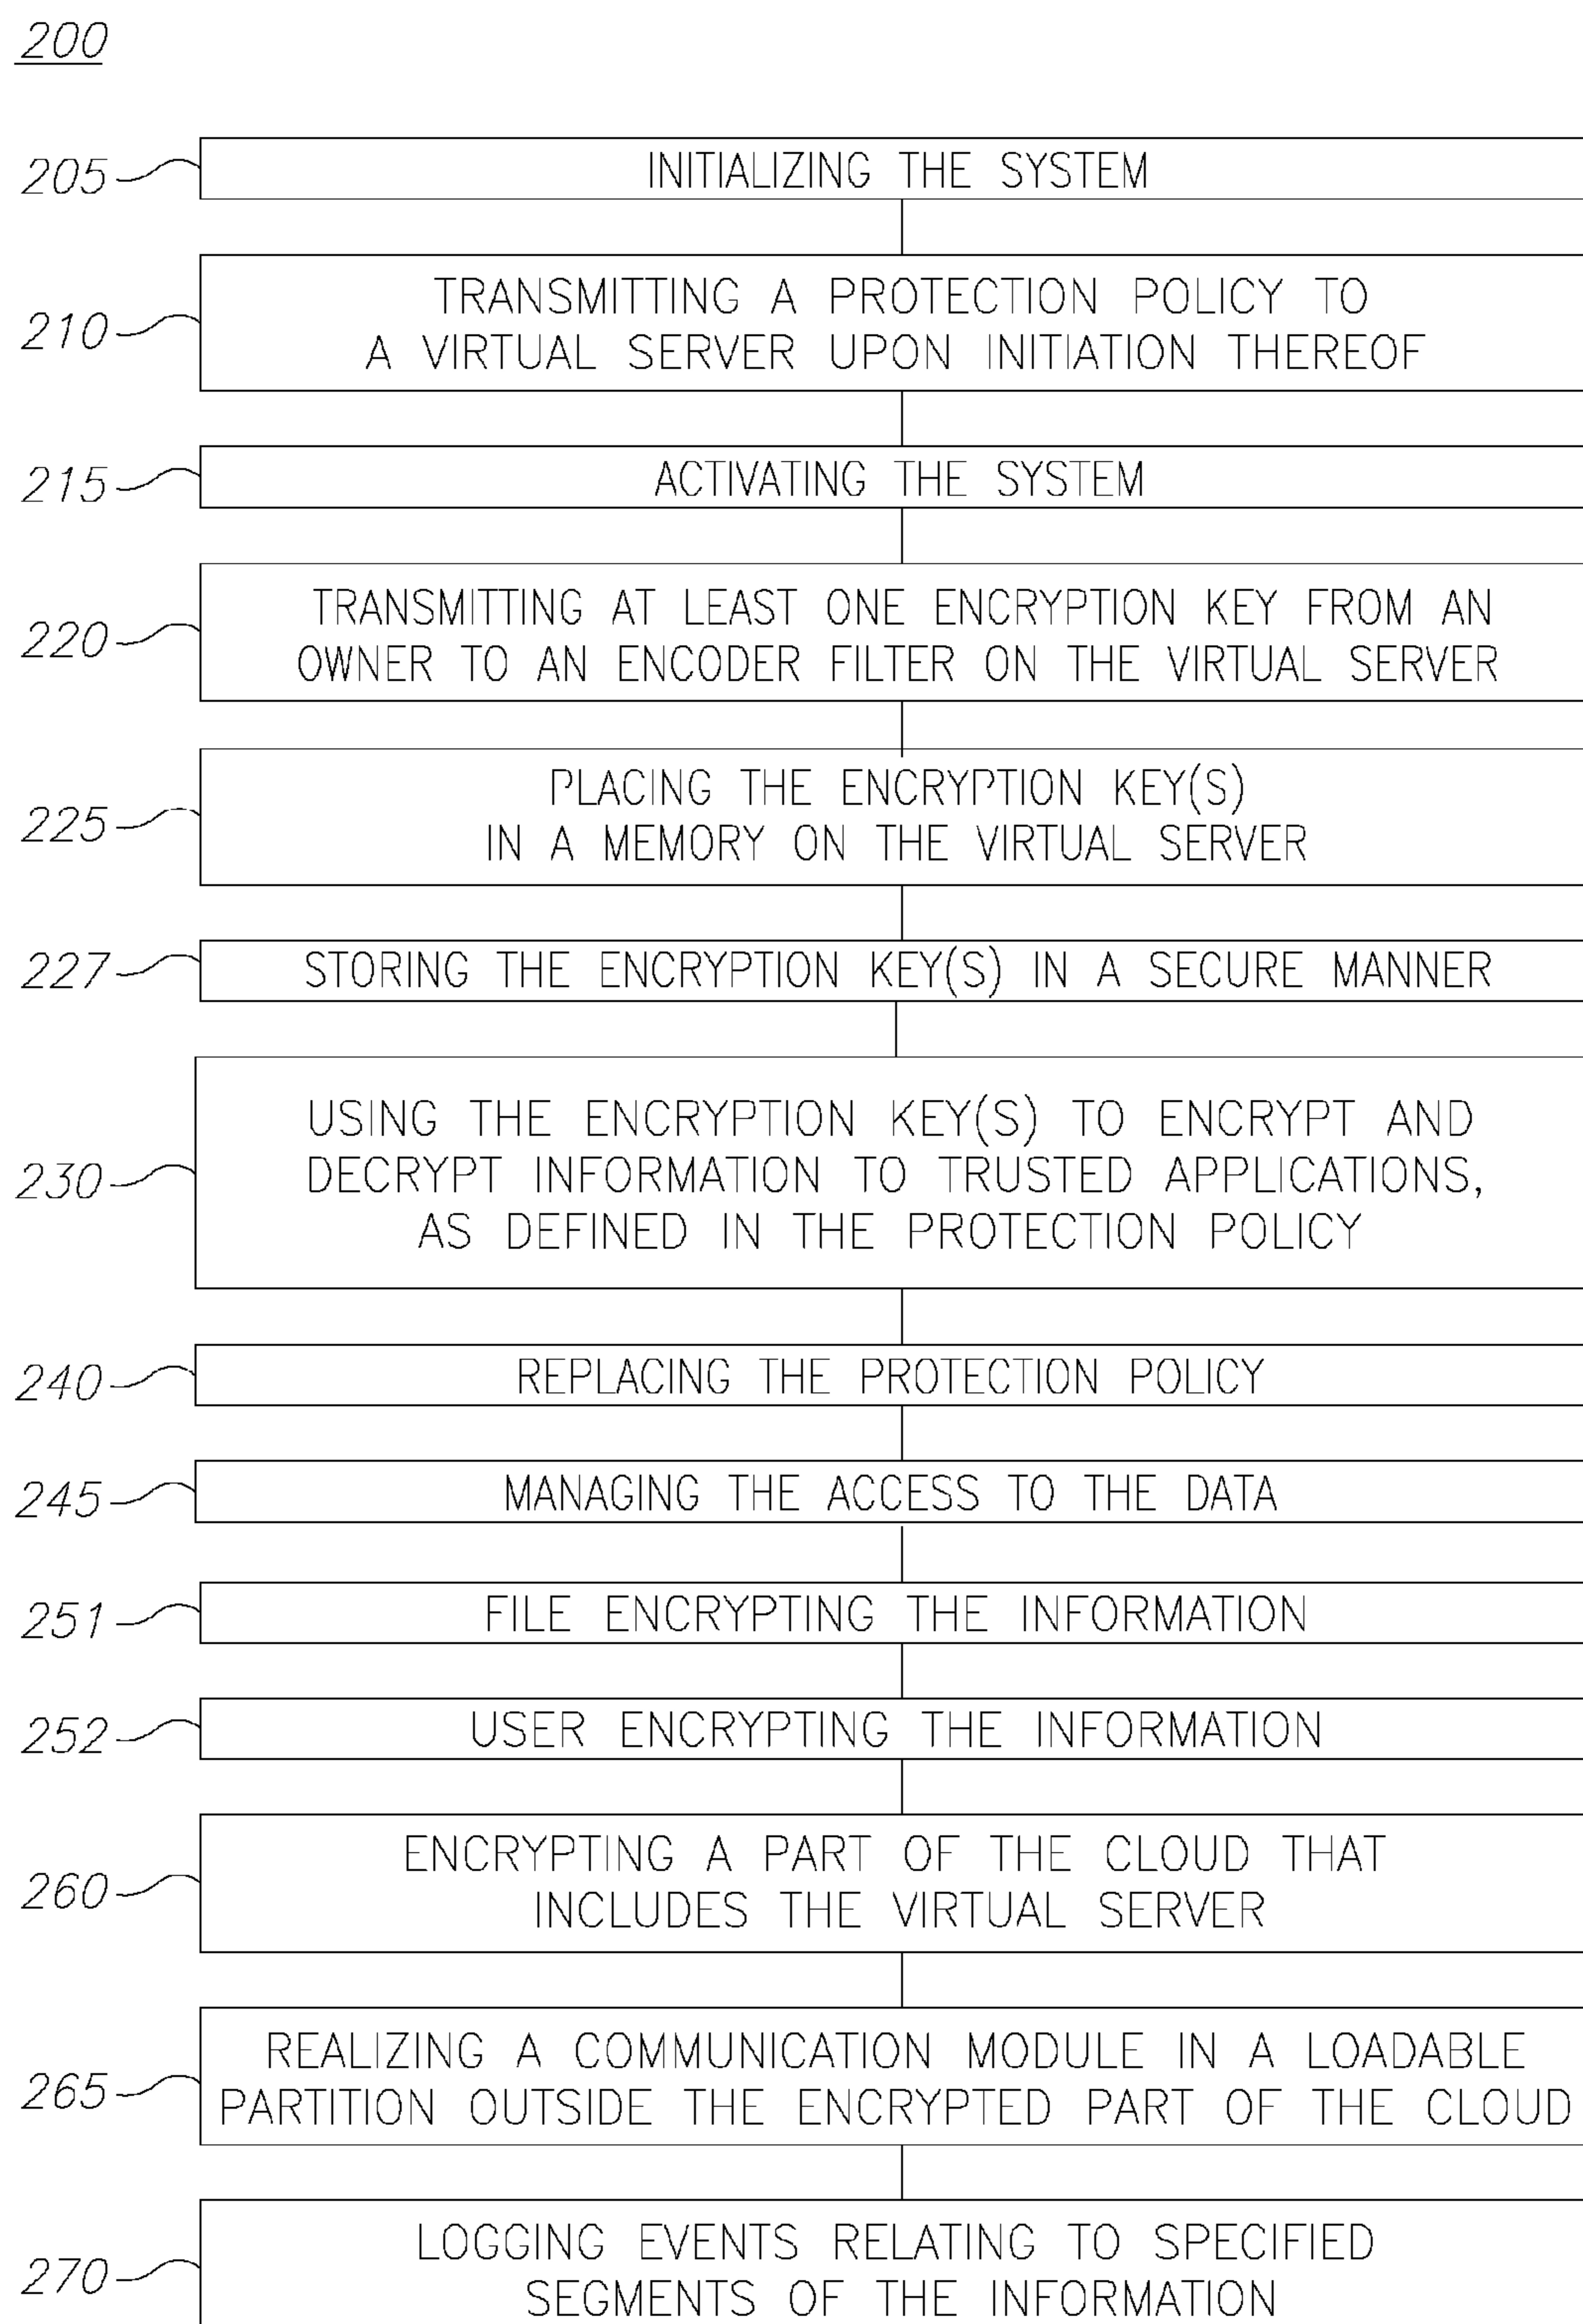 200
205 INITIALIZING THE SYSTEM
210 TRANSMITTING A PROTECTION POLICY TO
A VIRTUAL SERVER UPON INITIATION THEREOF
215 ACTIVATING THE SYSTEM
220 TRANSMITTING AT LEAST ONE ENCRYPTION KEY FROM AN
OWNER TO AN ENCODER FILTER ON THE VIRTUAL SERVER
225 PLACING THE ENCRYPTION KEY(S)
IN A MEMORY ON THE VIRTUAL SERVER
227 STORING THE ENCRYPTION KEY(S) IN A SECURE MANNER
230 USING THE ENCRYPTION KEY(S) TO ENCRYPT AND
DECRYPT INFORMATION TO TRUSTED APPLICATIONS,
AS DEFINED IN THE PROTECTION POLICY
240 REPLACING THE PROTECTION POLICY
245 MANAGING THE ACCESS TO THE DATA
251 FILE ENCRYPTING THE INFORMATION
252 USER ENCRYPTING THE INFORMATION
260 ENCRYPTING A PART OF THE CLOUD THAT
INCLUDES THE VIRTUAL SERVER
265 REALIZING A COMMUNICATION MODULE IN A LOADABLE
PARTITION OUTSIDE THE ENCRYPTED PART OF THE CLOUD
270 LOGGING EVENTS RELATING TO SPECIFIED
SEGMENTS OF THE INFORMATION